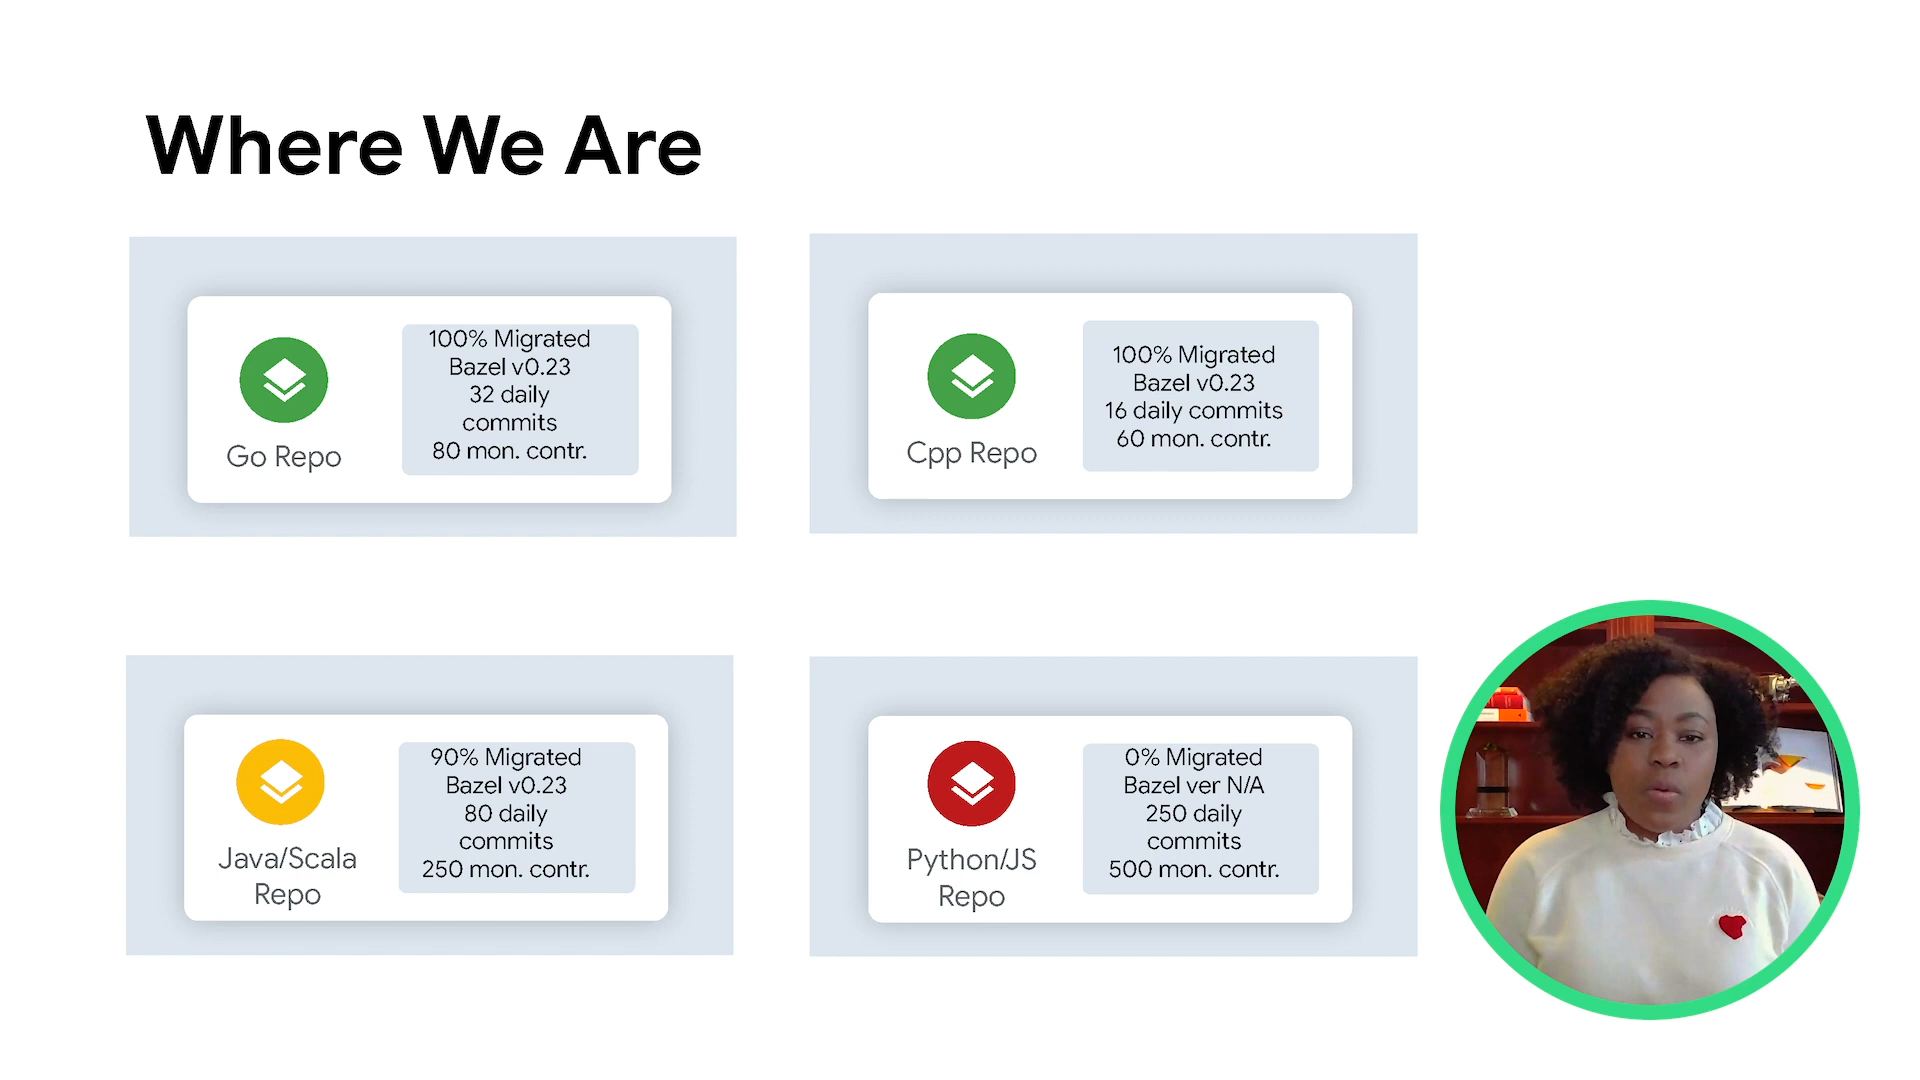 Where We Are
Go Repo
100% Migrated
Bazel v0.23
32 daily
commits
80 mon. contr.
Cpp Repo
100% Migrated
Bazel v0.23
16 daily commits
60 mon. contr.
Java/Scala
Repo
90% Migrated
Bazel v0.23
80 daily
commits
250 mon. contr.
Python/JS
Repo
0% Migrated
Bazel ver N/A
250 daily
commits
500 mon. contr.